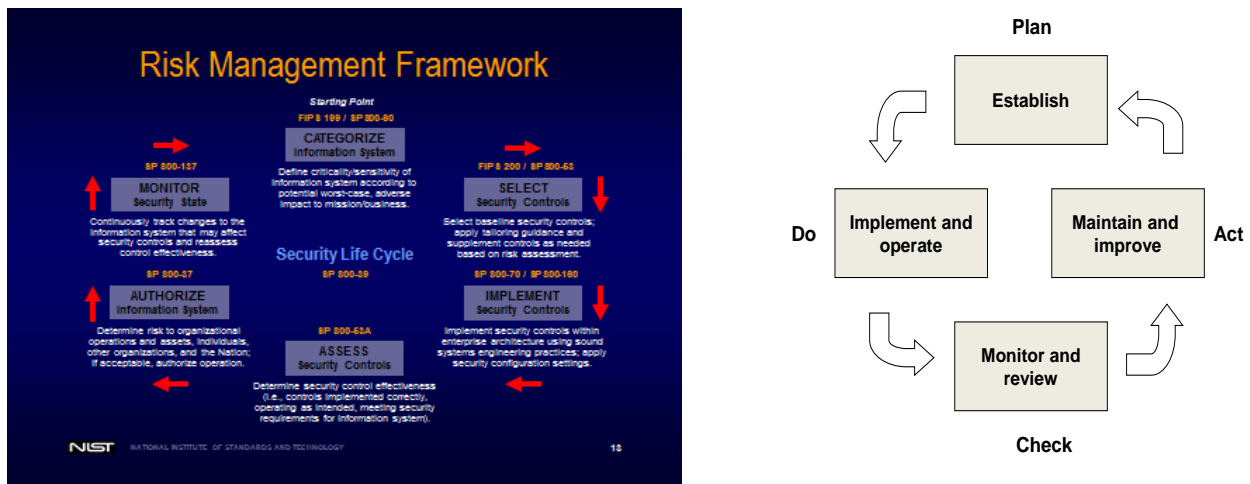 Risk Management Framework
Starting Point
FIPS 199 / SP 800-60
CATEGORIZE
Information System
Define criticality/sensitivity of
information system according to
potential worst-case, adverse
impact to mission/business.
FIPS 200 / SP 800-53
SELECT
Security Controls
Select baseline security controls;
apply tailoring guidance and
supplement controls as needed
based on risk assessment.
SP 800-70 / SP 800-160
IMPLEMENT
Security Controls
Implement security controls within
enterprise architecture using sound
systems engineering practices; apply
security configuration settings.
SP 800-53A
ASSESS
Security Controls
Determine security control effectiveness
(i.e., controls implemented correctly,
operating as intended, meeting security
requirements for information system).
SP 800-37
AUTHORIZE
Information System
Determine risk to organizational
operations and assets, individuals,
other organizations, and the Nation;
if acceptable, authorize operation.
SP 800-137
MONITOR
Security State
Continuously track changes to the
information system that may affect
security controls and reassess
control effectiveness.
Security Life Cycle
SP 800-39
NIST NATIONAL INSTITUTE OF STANDARDS AND TECHNOLOGY
Plan
Establish
Do
Implement and
operate
Maintain and
improve
Act
Monitor and
review
Check